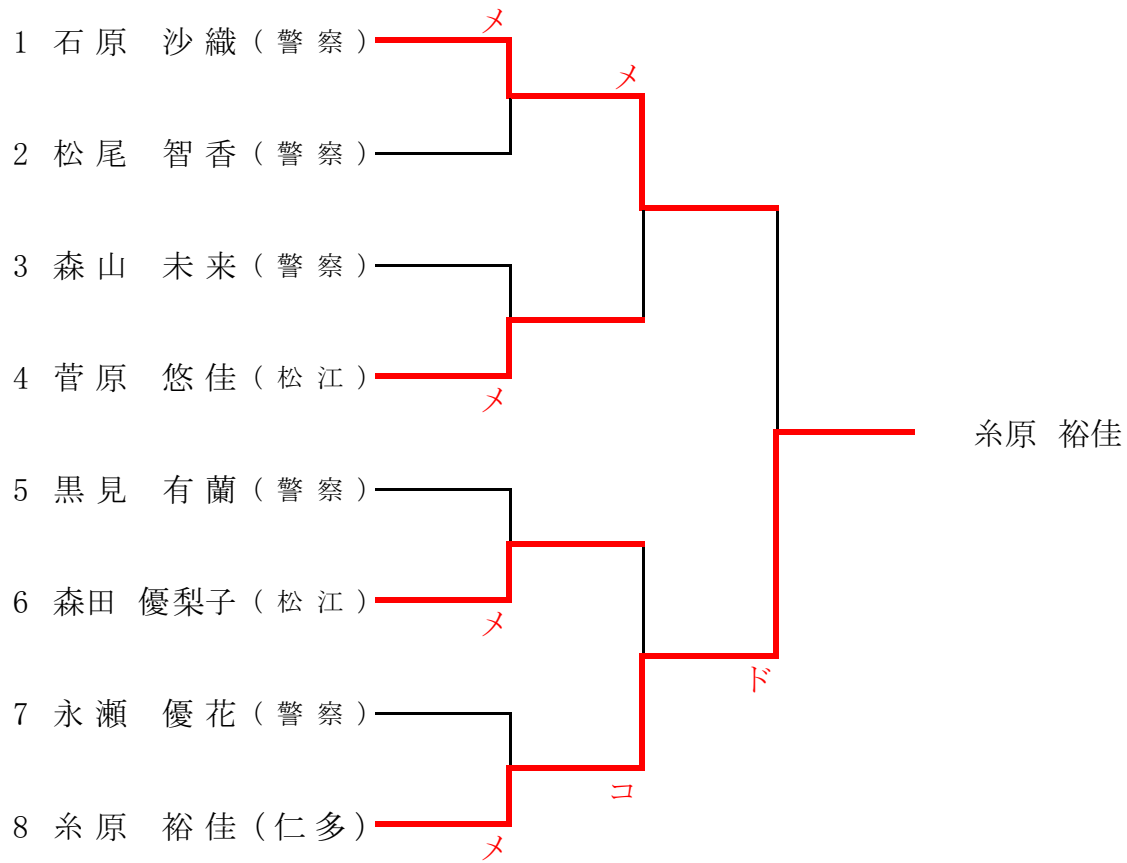 メ
1 石原 沙織(警察)
メ
2 松尾 智香(警察)
3 森山 未来(警察)
4 菅原 悠佳(松江)
メ
糸原 裕佳
5 黒見 有蘭(警察)
6 森田 優梨子(松江)
メ
ド
7 永瀬 優花(警察)
コ
8 糸原 裕佳(仁多)
メ